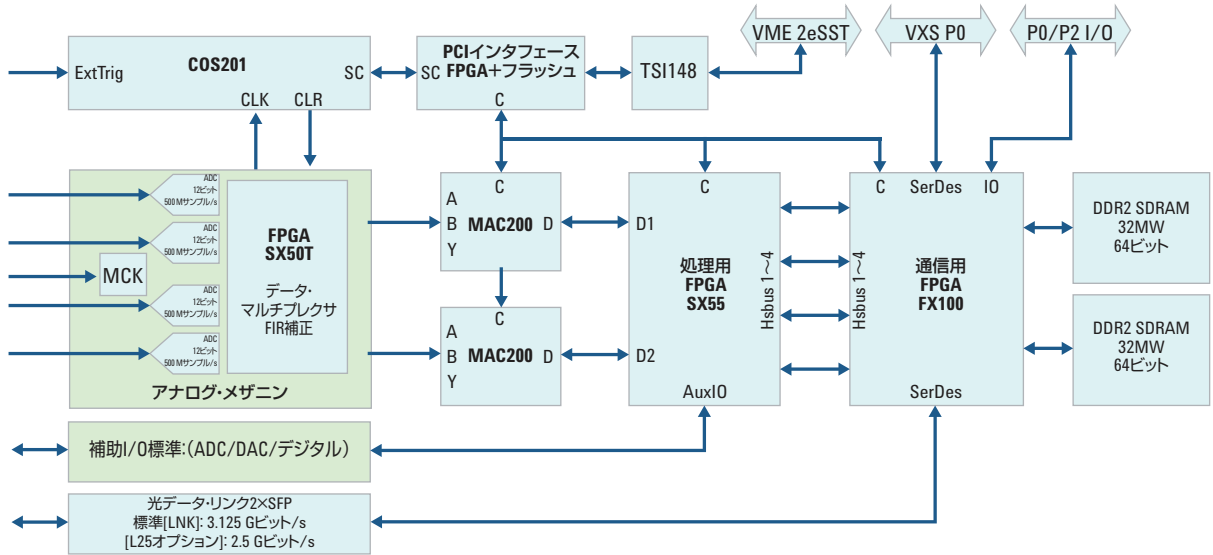 VME 2eSST
VXS P0
P0/P2 I/O
ExtTrig
COS201
SC
CLK
CLR
SC
PCIインタフェース
FPGA＋フラッシュ
C
TSI148
ADC
12ビット
500 Mサンプル/s
ADC
12ビット
500 Mサンプル/s
MCK
ADC
12ビット
500 Mサンプル/s
ADC
12ビット
500 Mサンプル/s
FPGA
SX50T
データ・
マルチプレクサ
FIR補正
アナログ・メザニン
C
A
B
Y
MAC200
D
C
A
B
Y
MAC200
D
C
D1
処理用
FPGA
SX55
D2
AuxIO
Hsbus 1～4
Hsbus 1～4
C
SerDes
IO
通信用
FPGA
FX100
SerDes
DDR2 SDRAM
32MW
64ビット
DDR2 SDRAM
32MW
64ビット
補助I/O標準:(ADC/DAC/デジタル)
光データ・リンク2×SFP
標準[LNK]: 3.125 Gビット/s
[L25オプション]: 2.5 Gビット/s